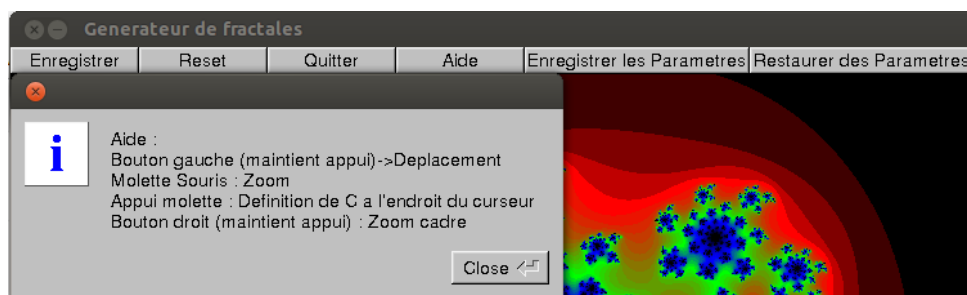 Generateur de fractales
Enregistrer Reset Quitter Aide Enregistrer les Parametres Restaurer des Parametres
i
Aide :
Bouton gauche (maintient appui)->Deplacement
Molette Souris : Zoom
Appui molette : Definition de C a l'endroit du curseur
Bouton droit (maintient appui) : Zoom cadre
Close